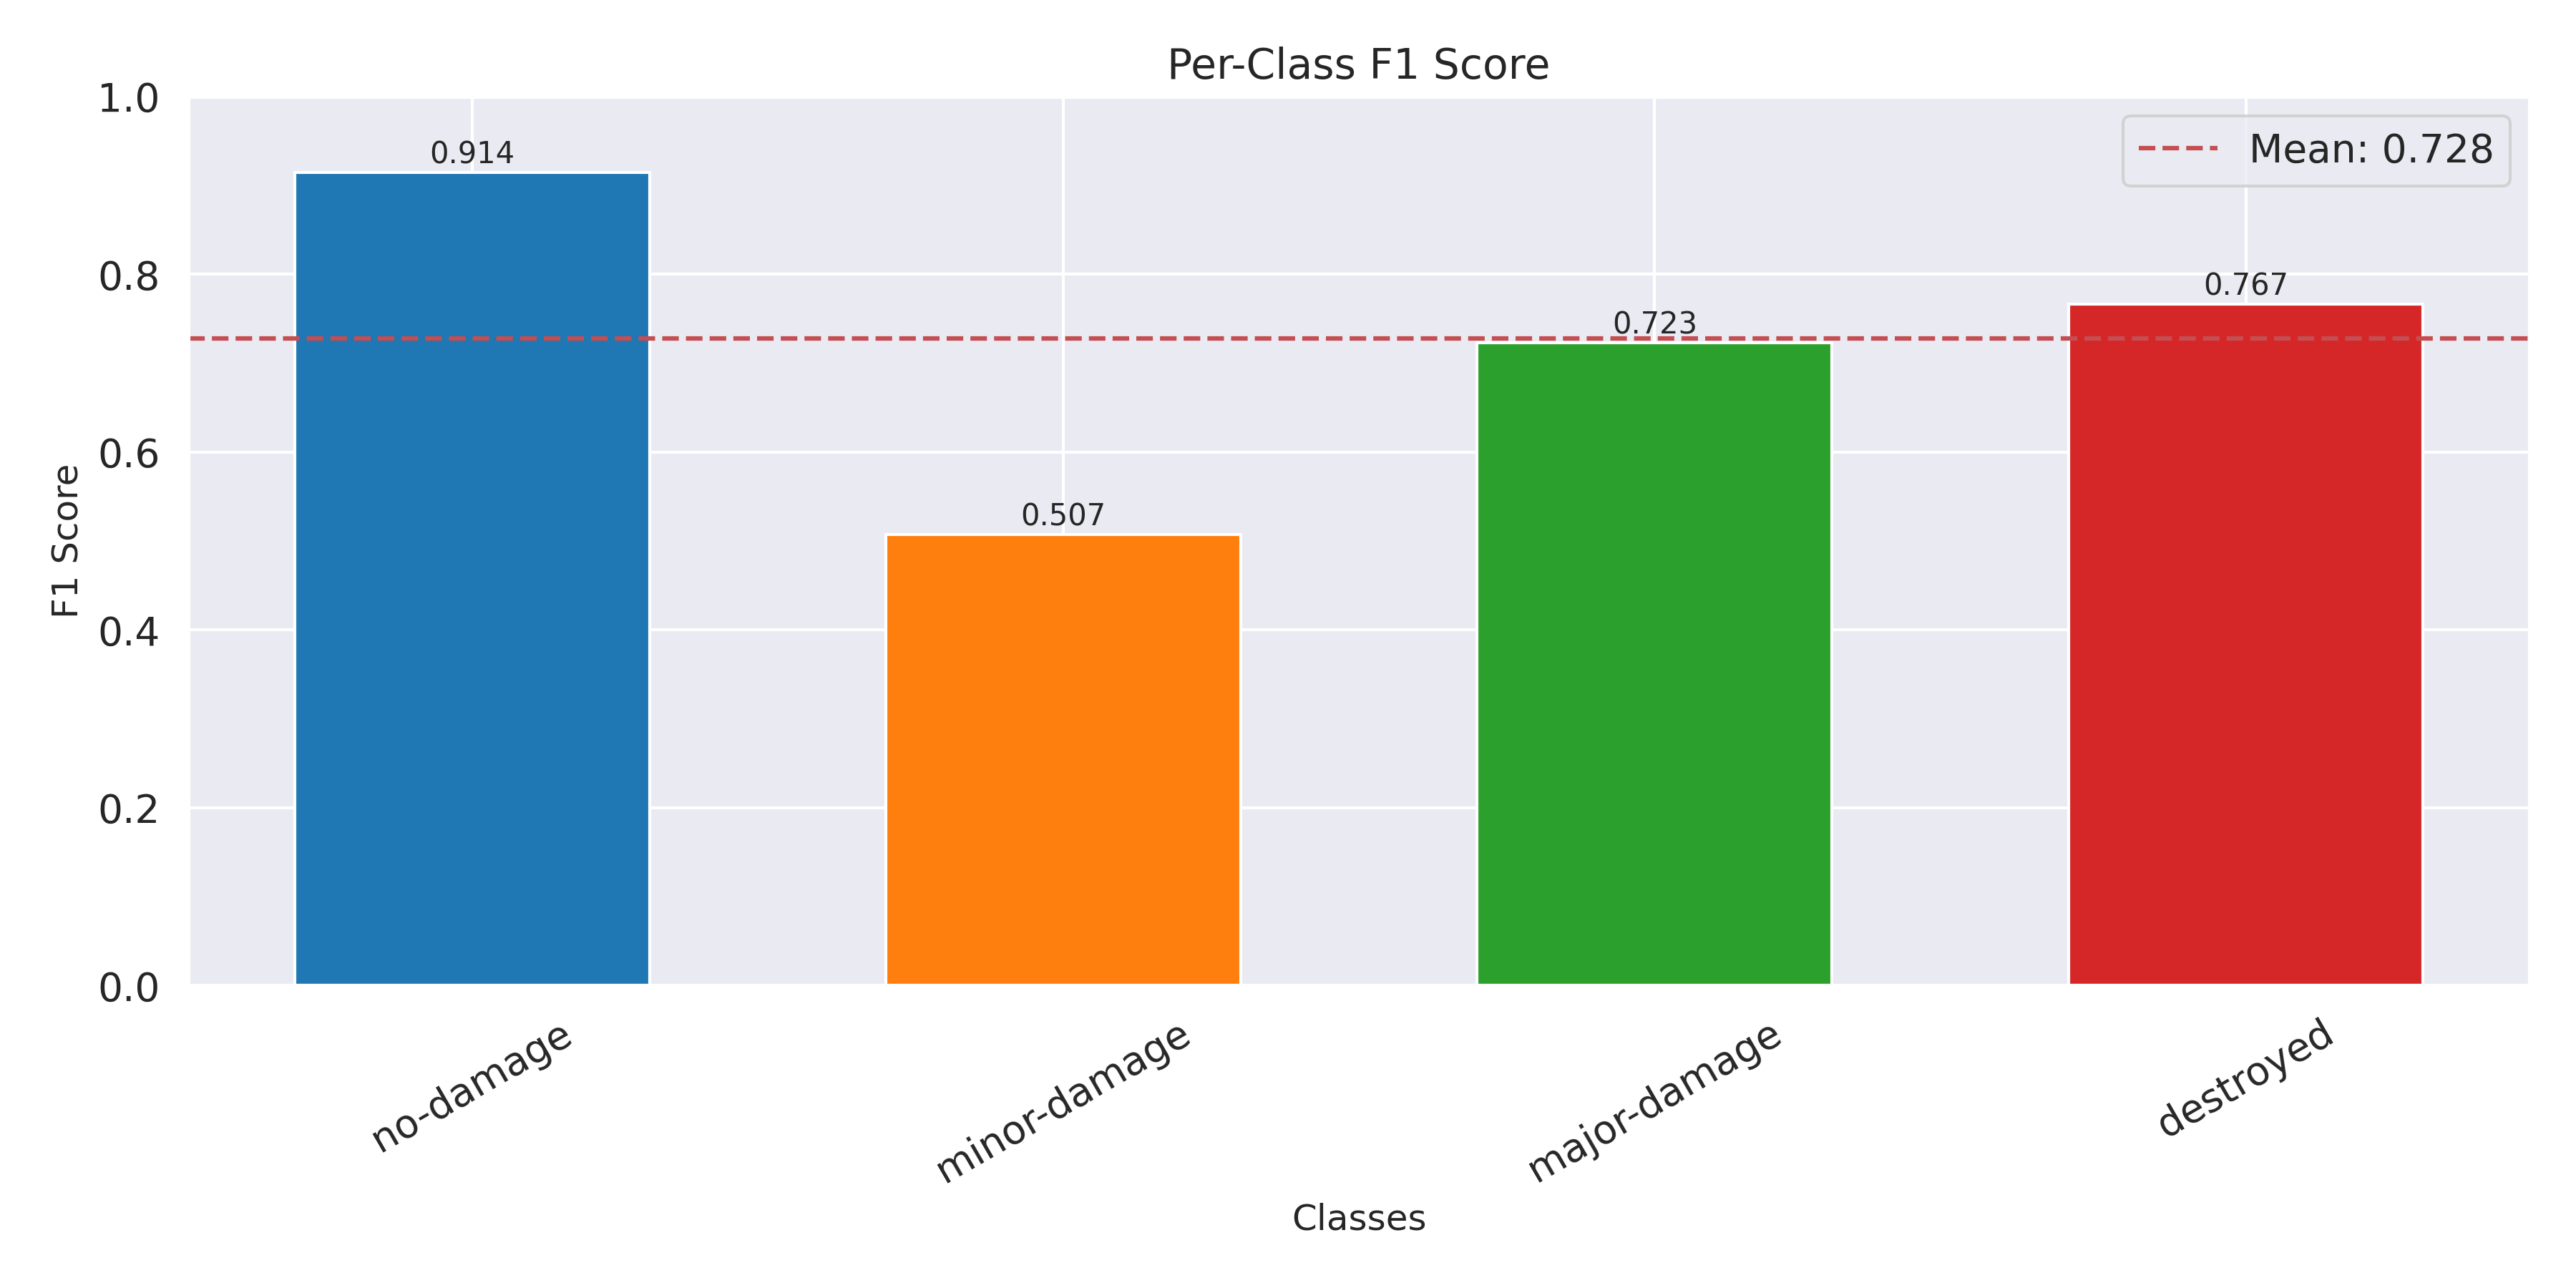 Per-Class F1 Score
F1 Score
1.0
0.8
0.6
0.4
0.2
0.0
0.914
0.507
0.723
0.767
Mean: 0.728
no-damage
minor-damage
major-damage
destroyed
Classes